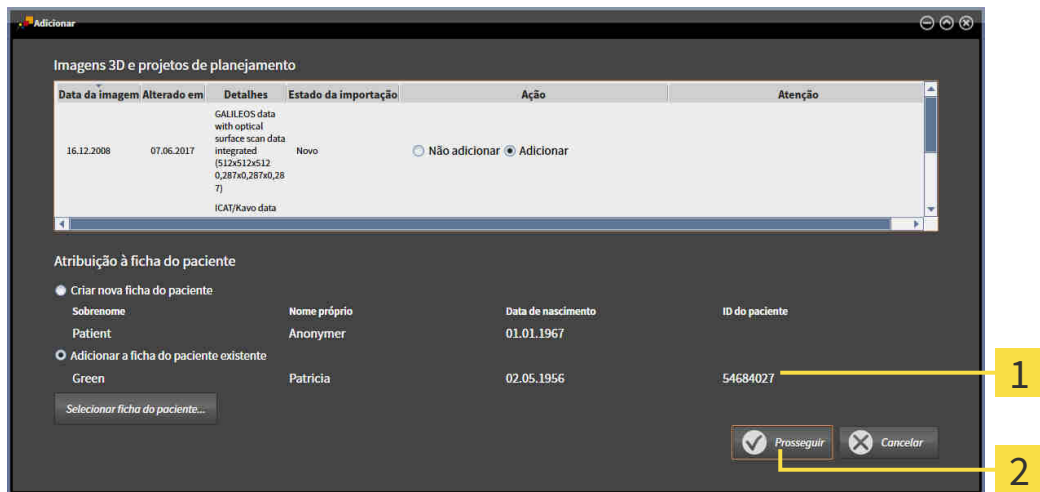 Adicionar
Imagens 3D e projetos de planejamento
Data da imagem Alterado em Detalhes Estado da importação Ação Atenção
GALILEOS data
with optical
surface scan data
16.12.2008 07.06.2017 integrated Novo Não adicionar Adicionar
(512x512x512
0,287x0,287x0,28
7)
ICAT/Kavo data
Atribuição à ficha do paciente
Criar nova ficha do paciente
Sobrenome Nome próprio Data de nascimento ID do paciente
Patient Anonymer 01.01.1967
Adicionar a ficha do paciente existente
Green Patricia 02.05.1956 54684027
1
Selecionar ficha do paciente...
Prosseguir Cancelar
2